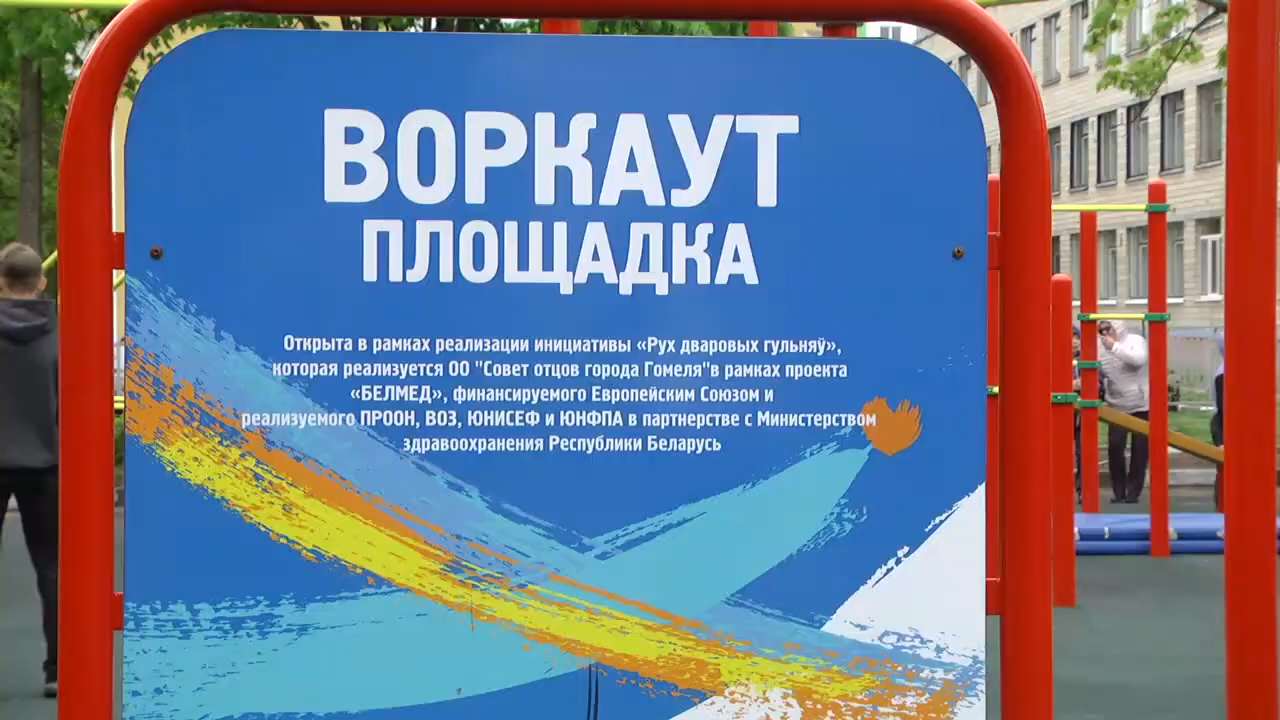 ВОРКАУТ
ПЛОЩАДКА
Открыта в рамках реализации инициативы «Рух дваровых гульняў»,
которая реализуется ОО "Совет отцов города Гомеля"в рамках проекта
«БЕЛМЕД», финансируемого Европейским Союзом и
реализуемого ПРООН, ВОЗ, ЮНИСЕФ и ЮНФПА в партнерстве с Министерством
здравоохранения Республики Беларусь